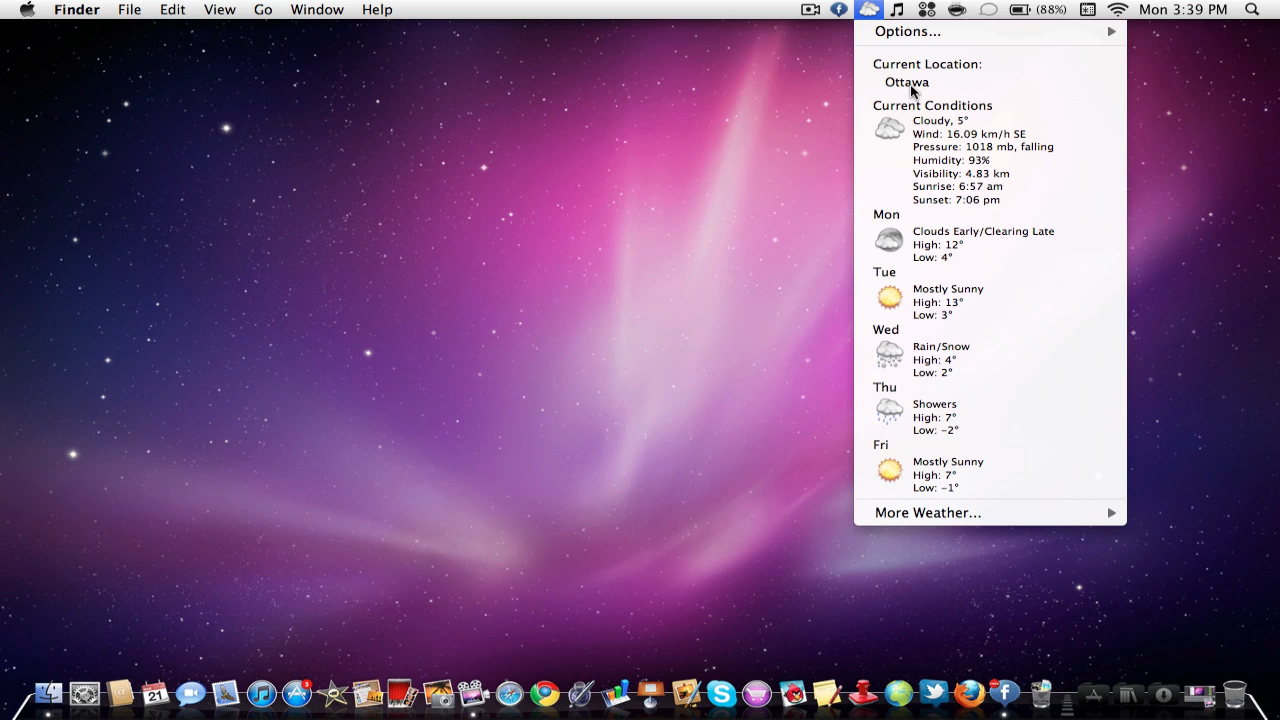 Finder File Edit View Go Window Help (88%) Mon 3:39 PM
Options...
Current Location:
Ottawa
Current Conditions
Cloudy, 5°
Wind: 16.09 km/h SE
Pressure: 1018 mb, falling
Humidity: 93%
Visibility: 4.83 km
Sunrise: 6:57 am
Sunset: 7:06 pm
Mon
Clouds Early/Clearing Late
High: 12°
Low: 4°
Tue
Mostly Sunny
High: 13°
Low: 3°
Wed
Rain/Snow
High: 4°
Low: 2°
Thu
Showers
High: 7°
Low: -2°
Fri
Mostly Sunny
High: 7°
Low: -1°
More Weather...
21
3